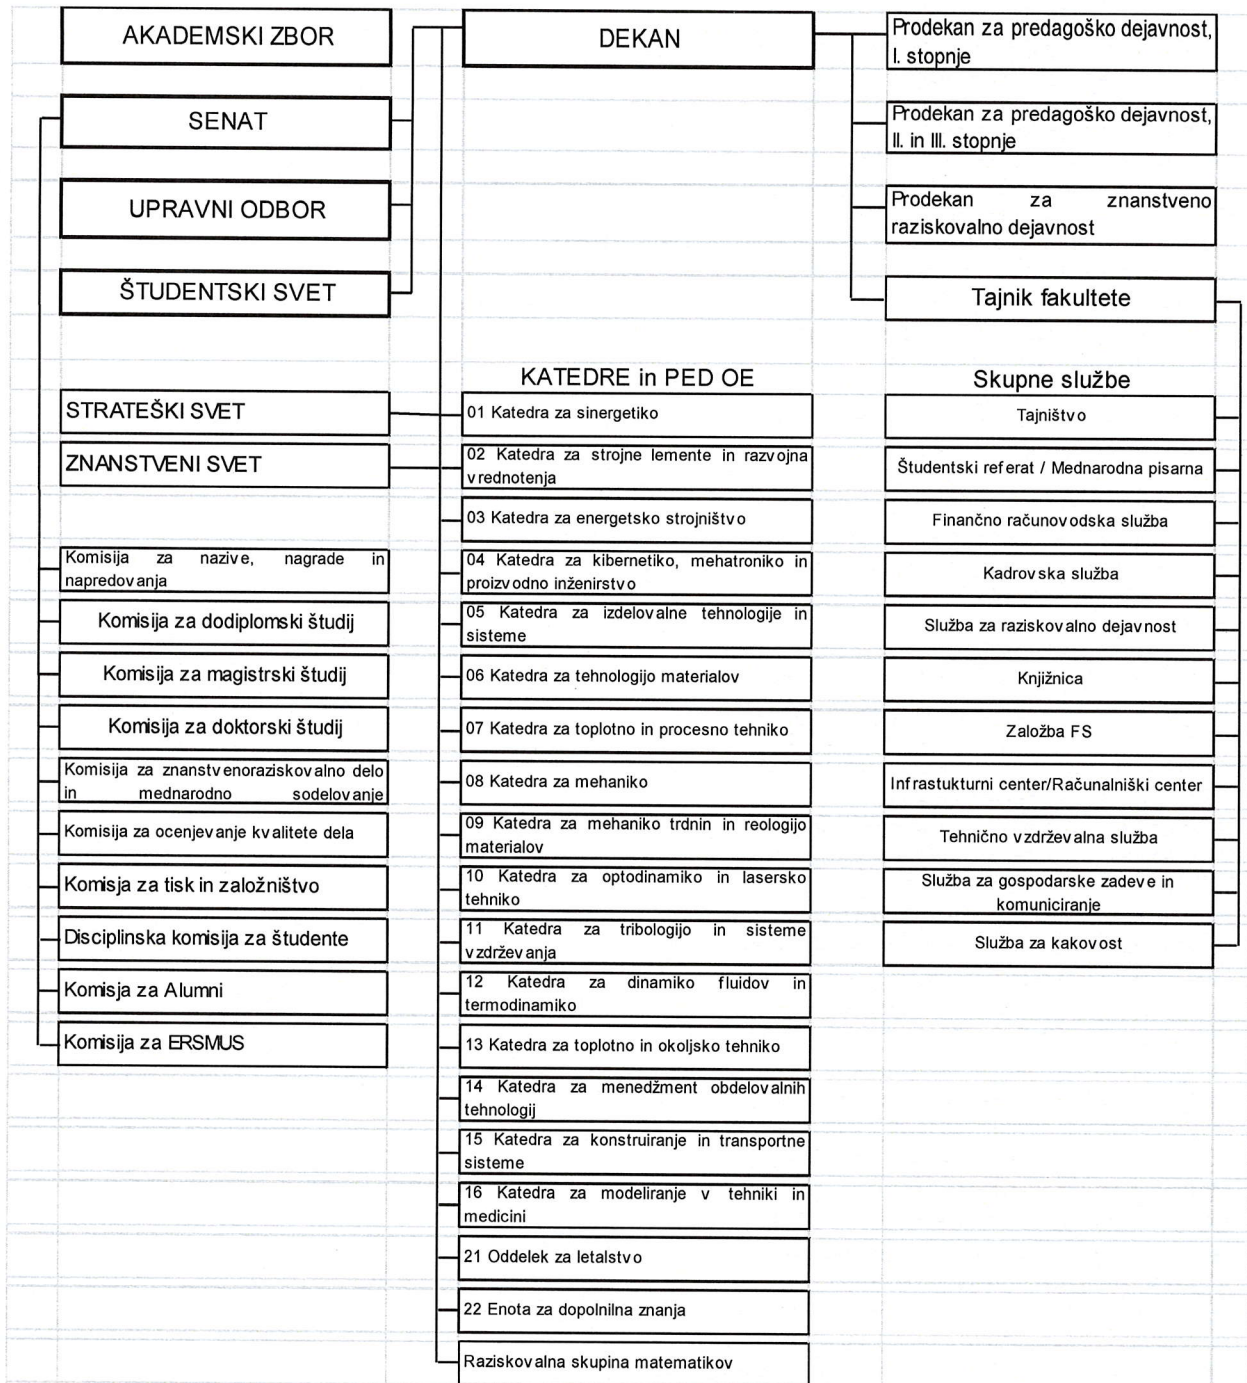 AKADEMSKI ZBOR
SENAT
UPRAVNI ODBOR
ŠTUDENTSKI SVET
STRATEŠKI SVET
ZNANSTVENI SVET
Komisija za nazive, nagrade in
napredovanja
Komisija za dodiplomski študij
Komisija za magistrski študij
Komisija za doktorski študij
Komisija za znanstvenoraziskovalno delo
in mednarodno sodelovanje
Komisija za ocenjevanje kvalitete dela
Komisja za tisk in založništvo
Disciplinska komisija za študente
Komisja za Alumni
Komisija za ERSMUS
DEKAN
KATEDRE in PED OE
01 Katedra za sinergetiko
02 Katedra za strojne lemente in razvojna
vrednotenja
03 Katedra za energetsko strojništvo
04 Katedra za kibernetiko, mehatroniko in
proizvodno inženirstvo
05 Katedra za izdelovalne tehnologije in
sisteme
06 Katedra za tehnologijo materialov
07 Katedra za toplotno in procesno tehniko
08 Katedra za mehaniko
09 Katedra za mehaniko trdnin in reologijo
materialov
10 Katedra za optodinamiko in lasersko
tehniko
11 Katedra za tribologijo in sisteme
vzdrževanja
12 Katedra za dinamiko fluidov in
termodinamiko
13 Katedra za toplotno in okoljsko tehniko
14 Katedra za menedžment obdelovalnih
tehnologij
15 Katedra za konstruiranje in transportne
sisteme
16 Katedra za modeliranje v tehniki in
medicini
21 Oddelek za letalstvo
22 Enota za dopolnilna znanja
Raziskovalna skupina matematikov
Prodekan za predagoško dejavnost,
I. stopnje
Prodekan za predagoško dejavnost,
II. in III. stopnje
Prodekan za znanstveno
raziskovalno dejavnost
Tajnik fakultete
Skupne službe
Tajništvo
Študentski referat / Mednarodna pisarna
Finančno računovodska služba
Kadrovska služba
Služba za raziskovalno dejavnost
Knjižnica
Založba FS
Infrastukturni center/Računalniški center
Tehnično vzdrževalna služba
Služba za gospodarske zadeve in
komuniciranje
Služba za kakovost